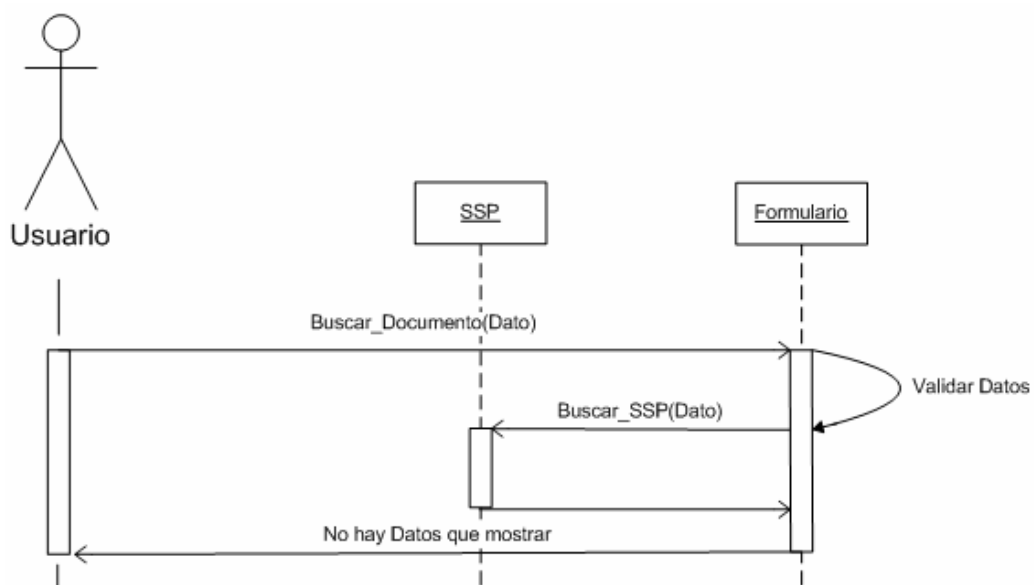 Usuario
SSP
Formulario
Buscar_Documento(Dato)
Validar Datos
Buscar_SSP(Dato)
No hay Datos que mostrar